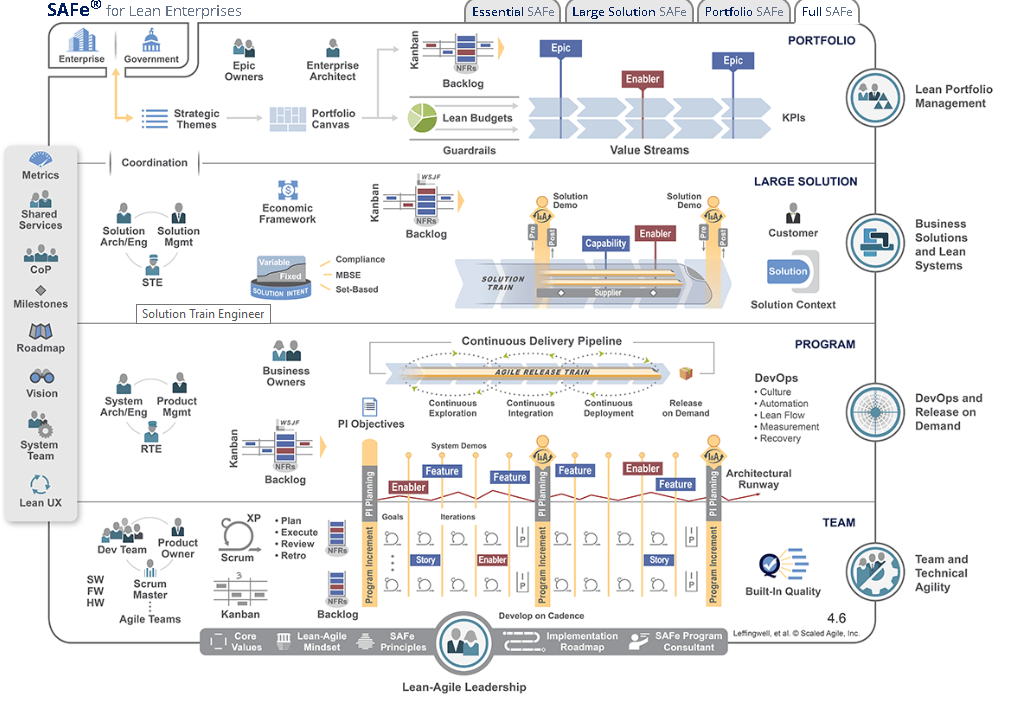 SAFe® for Lean Enterprises
Essential SAFe
Large Solution SAFe
Portfolio SAFe
Full SAFe
Enterprise
Government
Epic
Owners
Enterprise
Architect
Kanban
NFRs
Backlog
Epic
Enabler
Epic
PORTFOLIO
Lean Portfolio
Management
Strategic
Themes
Portfolio
Canvas
Lean Budgets
Guardrails
Value Streams
KPIs
Coordination
Metrics
Shared
Services
CoP
Milestones
Roadmap
Vision
System
Team
Lean UX
LARGE SOLUTION
Solution
Arch/Eng
Solution
Mgmt
STE
Economic
Framework
Kanban
WSJF
NFRs
Backlog
Variable
Fixed
SOLUTION INTENT
Compliance
MBSE
Set-Based
Solution
Demo
I&A
Pre
Post
Capability
Enabler
Solution
Demo
I&A
Pre
Post
SOLUTION
TRAIN
Supplier
Customer
Solution
Solution Context
Business
Solutions
and Lean
Systems
Solution Train Engineer
PROGRAM
Continuous Delivery Pipeline
AGILE RELEASE TRAIN
Continuous
Exploration
Continuous
Integration
Continuous
Deployment
Release
on Demand
Business
Owners
System
Arch/Eng
Product
Mgmt
RTE
PI Objectives
Kanban
WSJF
NFRs
Backlog
DevOps
• Culture
• Automation
• Lean Flow
• Measurement
• Recovery
DevOps and
Release on
Demand
System Demos
I&A
I&A
Enabler
Feature
Feature
Feature
Enabler
Feature
Architectural
Runway
PI Planning
PI Planning
PI Planning
TEAM
Dev Team
Product
Owner
Scrum
Master
Agile Teams
SW
FW
HW
XP
Scrum
• Plan
• Execute
• Review
• Retro
3
Kanban
NFRs
NFRs
Backlog
Goals
Iterations
Story
Enabler
Story
I P
I P
I P
I P
Program Increment
Program Increment
Program Increment
Develop on Cadence
Built-In Quality
Team and
Technical
Agility
4.6
Leffingwell, et al. © Scaled Agile, Inc.
Core
Values
Lean-Agile
Mindset
SAFe
Principles
Implementation
Roadmap
SAFe Program
Consultant
Lean-Agile Leadership